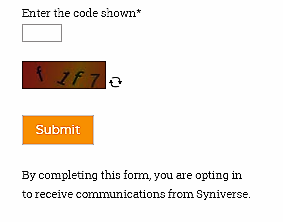 Enter the code shown*
Submit
By completing this form, you are opting in
to receive communications from Syniverse.